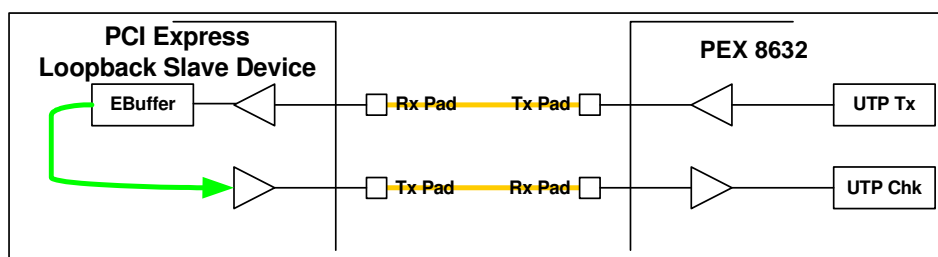 PCI Express
Loopback Slave Device
PEX 8632
EBuffer
Rx Pad
Tx Pad
UTP Tx
Tx Pad
Rx Pad
UTP Chk